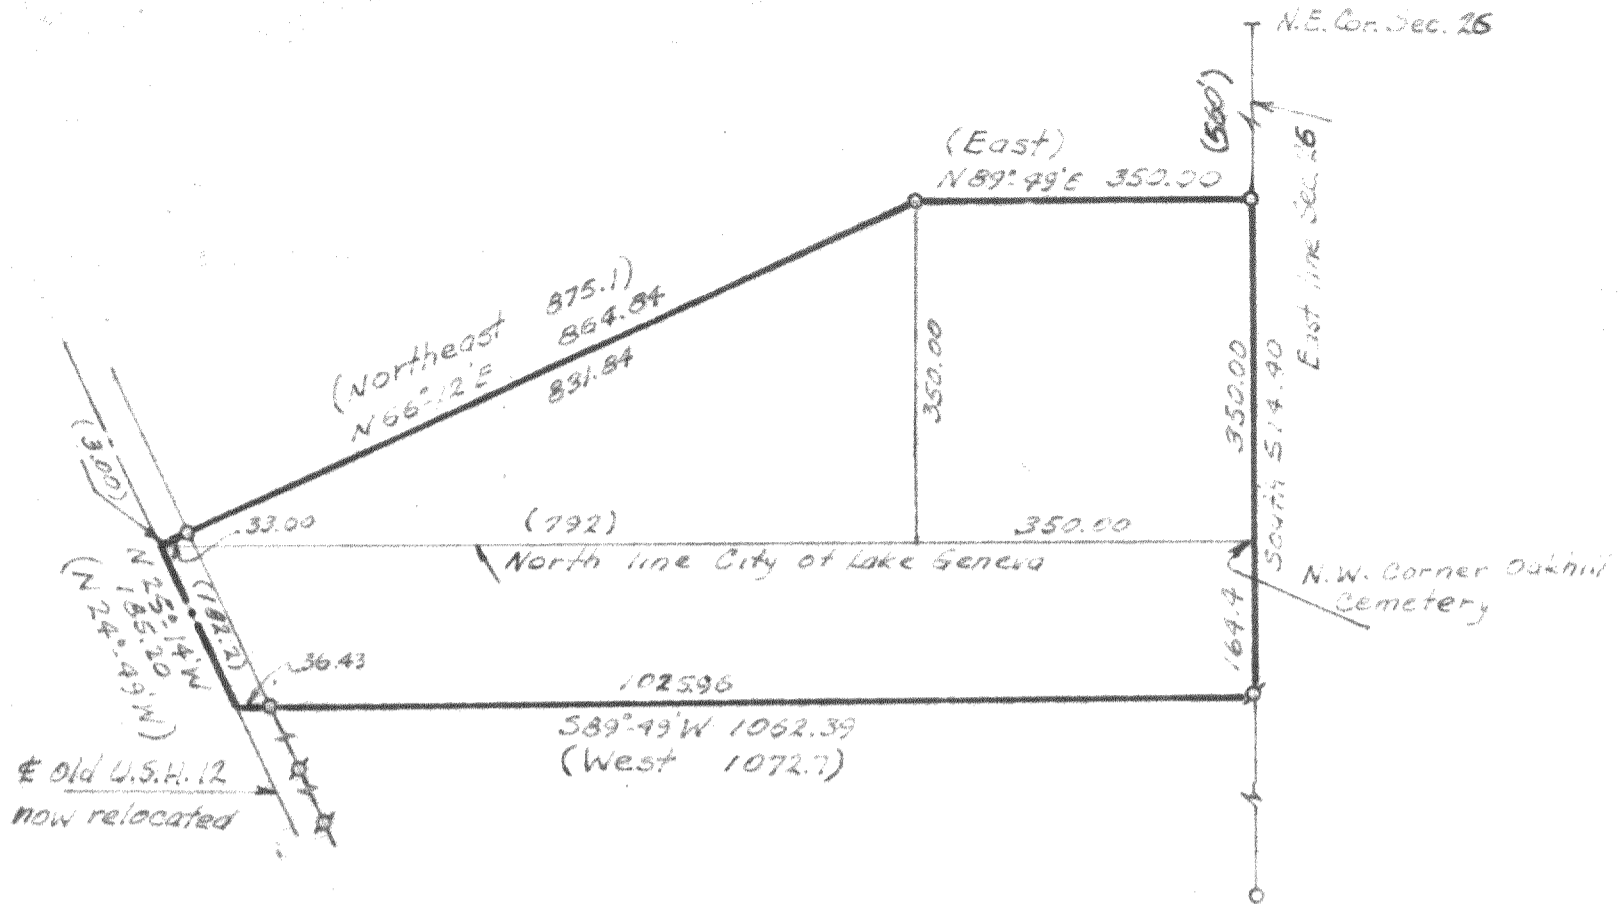 N.E. Cor. Sec. 26
(560')
East line Sec. 26
(East)
N 89°-49'E 350.00
(Northeast 875.1)
N 66°-12'E 864.84
831.84
350.00
350.00
South 514.40
(3.00)
33.00
(792)
350.00
North line City of Lake Geneva
N.W. Corner Oakhill
Cemetery
164.4
(182.2)
N 25°-14'W
185.20
(N 24°-49'W)
36.43
1025.96
S 89°-49'W 1062.39
(West 1072.7)
℄ Old U.S.H. 12
now relocated